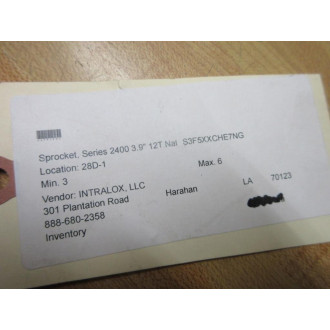 Sprocket, Series 2400 3.9" 12T Nat S3F5XXCHE7NG
Location: 28D-1
Min. 3 Max. 6
Vendor: INTRALOX, LLC
301 Plantation Road Harahan LA 70123
888-680-2358
Inventory